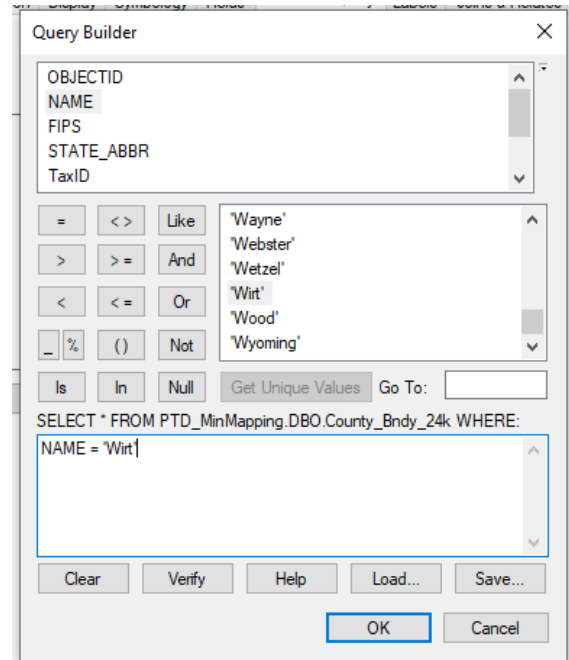 Query Builder
OBJECTID
NAME
FIPS
STATE_ABBR
TaxID
= < > Like
> > = And
< < = Or
_ % () Not
Is In Null
'Wayne'
'Webster'
'Wetzel'
'Wirt'
'Wood'
'Wyoming'
Get Unique Values Go To:
SELECT * FROM PTD_MinMapping.DBO.County_Bndy_24k WHERE:
NAME = 'Wirt'
Clear Verify Help Load... Save...
OK Cancel